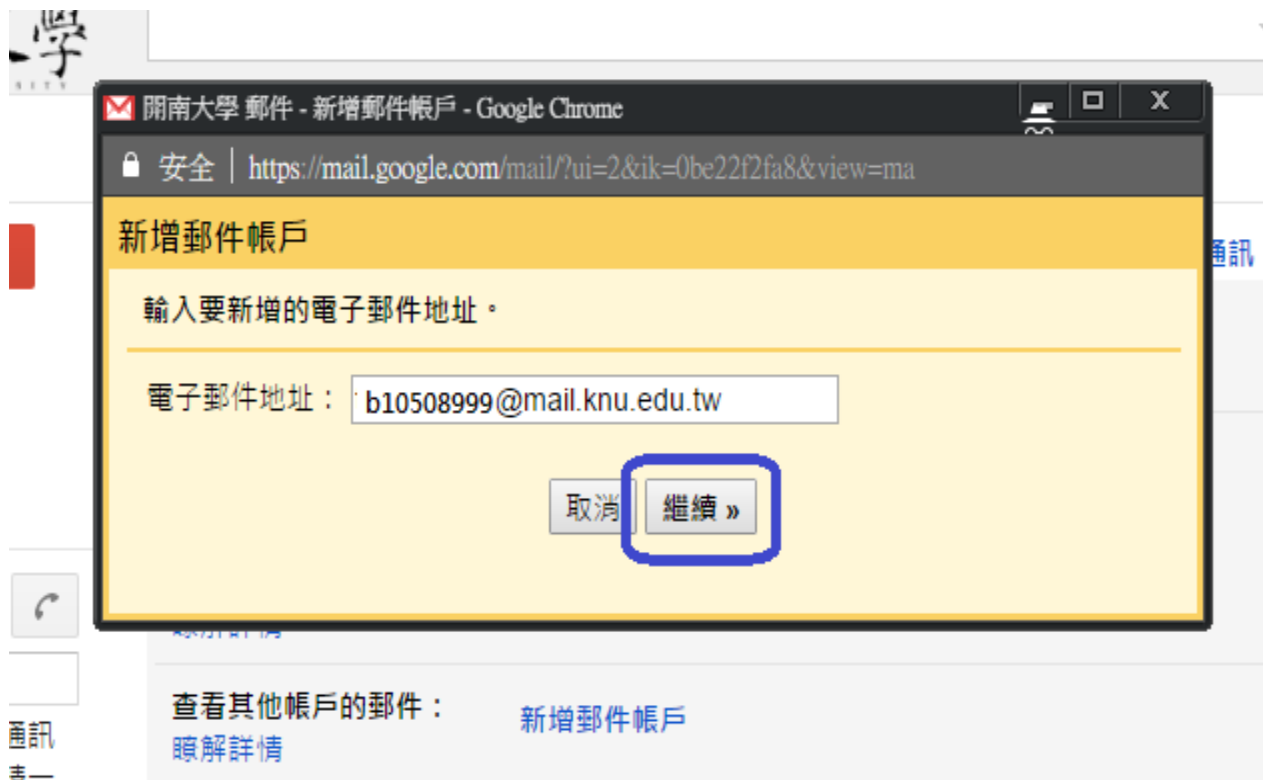 學
開南大學 郵件 - 新增郵件帳戶 - Google Chrome
安全 | https://mail.google.com/mail/?ui=2&ik=0be22f2fa8&view=ma
新增郵件帳戶
通訊
輸入要新增的電子郵件地址。
電子郵件地址： b10508999@mail.knu.edu.tw
取消 繼續 »
瞭解詳情
查看其他帳戶的郵件： 新增郵件帳戶
通訊
瞭解詳情